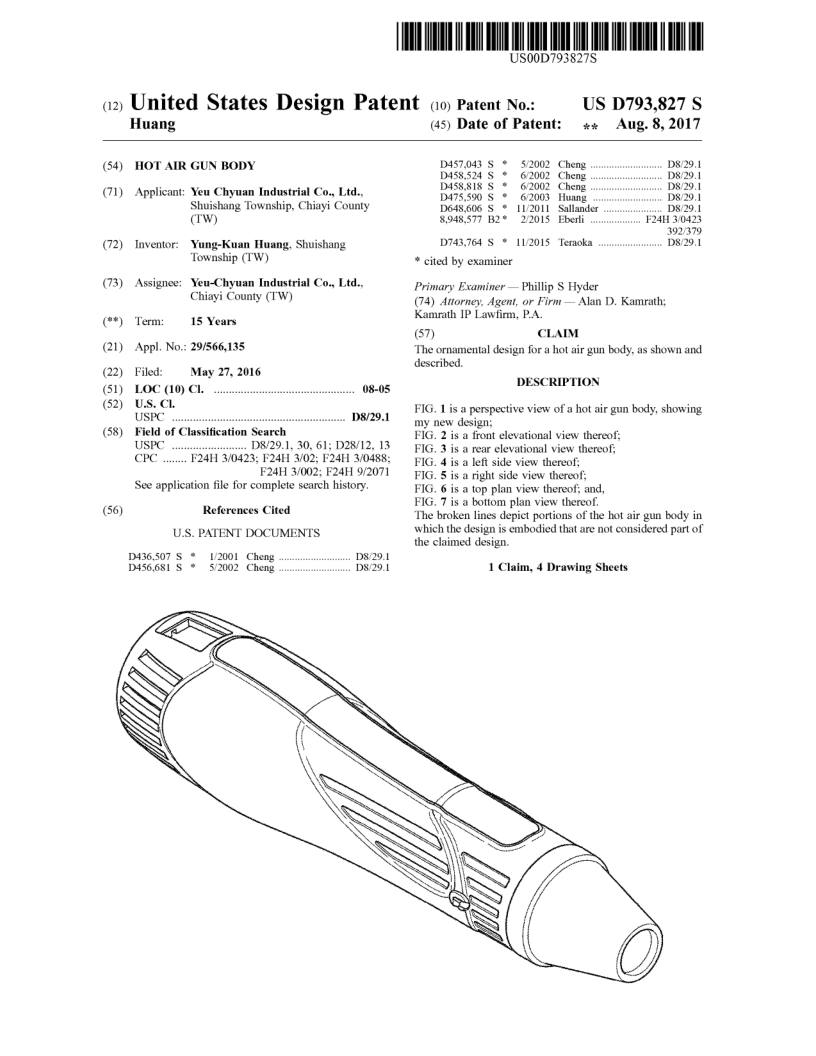 US00D793827S
(12) United States Design Patent
Huang
(10) Patent No.: US D793,827 S
(45) Date of Patent: ** Aug. 8, 2017
(54) HOT AIR GUN BODY
(71) Applicant: Yeu Chyuan Industrial Co., Ltd.,
Shuishang Township, Chiayi County
(TW)
(72) Inventor: Yung-Kuan Huang, Shuishang
Township (TW)
(73) Assignee: Yeu-Chyuan Industrial Co., Ltd.,
Chiayi County (TW)
(**) Term: 15 Years
(21) Appl. No.: 29/566,135
(22) Filed: May 27, 2016
(51) LOC (10) Cl. ................................................ 08-05
(52) U.S. Cl.
USPC ............................................................ D8/29.1
(58) Field of Classification Search
USPC ......................... D8/29.1, 30, 61; D28/12, 13
CPC ........ F24H 3/0423; F24H 3/02; F24H 3/0488;
F24H 3/002; F24H 9/2071
See application file for complete search history.
(56) References Cited
U.S. PATENT DOCUMENTS
D436,507 S * 1/2001 Cheng .......................... D8/29.1
D456,681 S * 5/2002 Cheng .......................... D8/29.1
D457,043 S * 5/2002 Cheng .......................... D8/29.1
D458,524 S * 6/2002 Cheng .......................... D8/29.1
D458,818 S * 6/2002 Cheng .......................... D8/29.1
D475,590 S * 6/2003 Huang ......................... D8/29.1
D648,606 S * 11/2011 Sallander ..................... D8/29.1
8,948,577 B2 * 2/2015 Eberli ................... F24H 3/0423
392/379
D743,764 S * 11/2015 Teraoka ....................... D8/29.1
* cited by examiner
Primary Examiner — Phillip S Hyder
(74) Attorney, Agent, or Firm — Alan D. Kamrath;
Kamrath IP Lawfirm, P.A.
(57) CLAIM
The ornamental design for a hot air gun body, as shown and
described.
DESCRIPTION
FIG. 1 is a perspective view of a hot air gun body, showing
my new design;
FIG. 2 is a front elevational view thereof;
FIG. 3 is a rear elevational view thereof;
FIG. 4 is a left side view thereof;
FIG. 5 is a right side view thereof;
FIG. 6 is a top plan view thereof; and,
FIG. 7 is a bottom plan view thereof.
The broken lines depict portions of the hot air gun body in
which the design is embodied that are not considered part of
the claimed design.
1 Claim, 4 Drawing Sheets